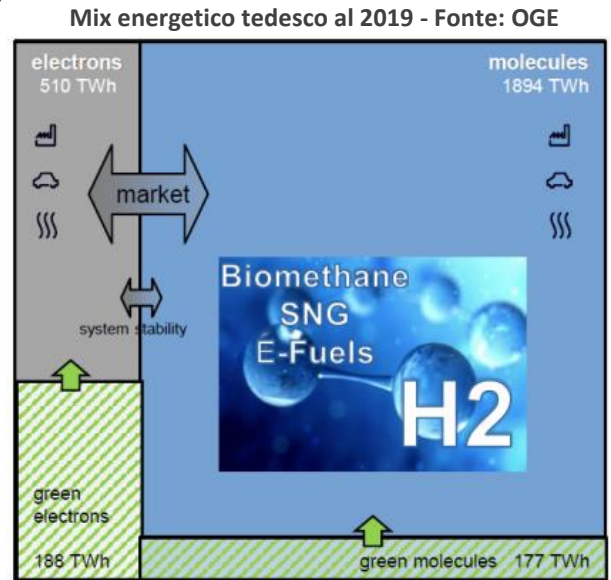 Mix energetico tedesco al 2019 - Fonte: OGE
electrons
510 TWh
molecules
1894 TWh
market
Biomethane
SNG
E-Fuels
H2
system stability
green
electrons
188 TWh
green molecules 177 TWh